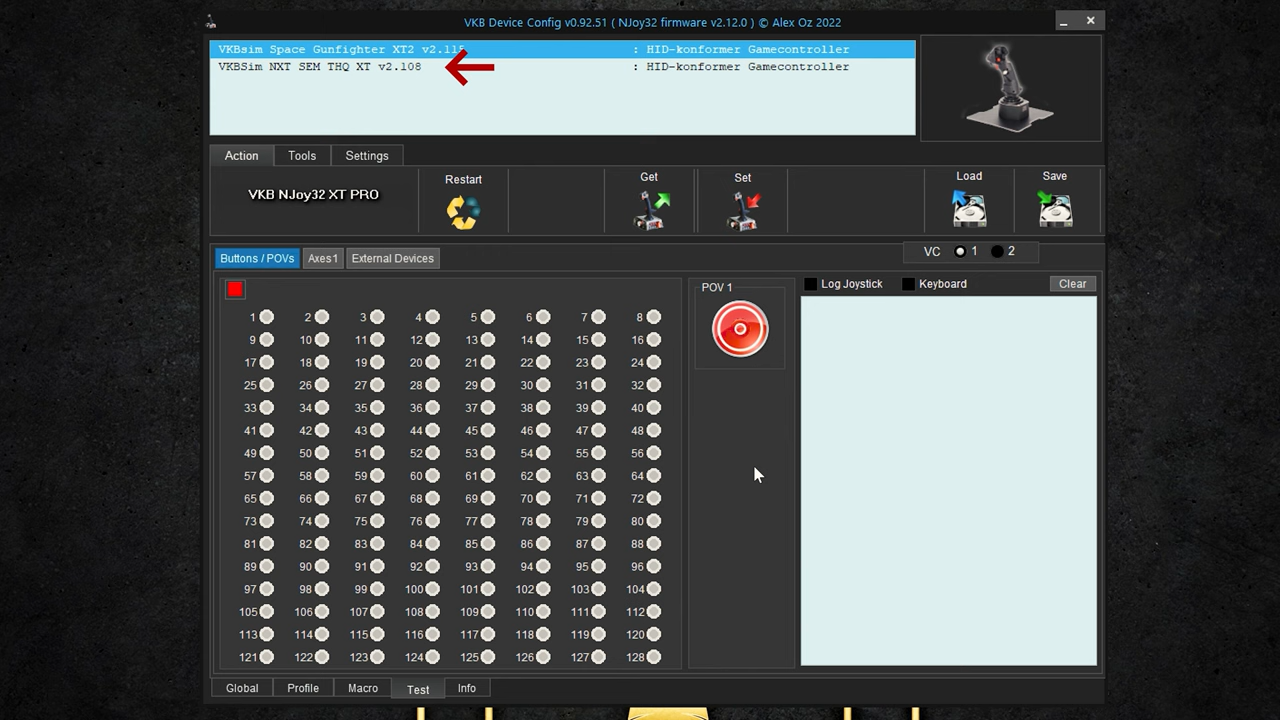 VKB Device Config v0.92.51 ( NJoy32 firmware v2.12.0 ) © Alex Oz 2022
VKBsim Space Gunfighter XT2 v2.115 : HID-konformer Gamecontroller
VKBSim NXT SEM THQ XT v2.108 : HID-konformer Gamecontroller
Action Tools Settings
VKB NJoy32 XT PRO
Restart
Get
Set
Load
Save
Buttons / POVs Axes1 External Devices
VC 1 2
POV 1
Log Joystick Keyboard Clear
1 2 3 4 5 6 7 8
9 10 11 12 13 14 15 16
17 18 19 20 21 22 23 24
25 26 27 28 29 30 31 32
33 34 35 36 37 38 39 40
41 42 43 44 45 46 47 48
49 50 51 52 53 54 55 56
57 58 59 60 61 62 63 64
65 66 67 68 69 70 71 72
73 74 75 76 77 78 79 80
81 82 83 84 85 86 87 88
89 90 91 92 93 94 95 96
97 98 99 100 101 102 103 104
105 106 107 108 109 110 111 112
113 114 115 116 117 118 119 120
121 122 123 124 125 126 127 128
Global Profile Macro Test Info